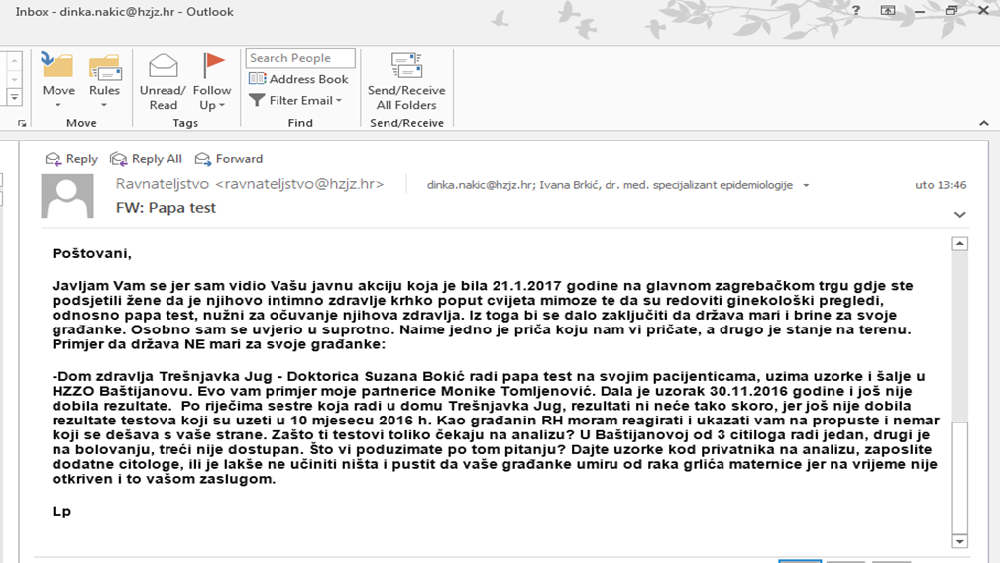 Inbox - dinka.nakic@hzjz.hr - Outlook
?
Search People
Address Book
Filter Email
Move
Rules
Unread/
Read
Follow
Up
Send/Receive
All Folders
Move
Tags
Find
Send/Receive
Reply
Reply All
Forward
Ravnateljstvo <ravnateljstvo@hzjz.hr>
dinka.nakic@hzjz.hr; Ivana Brkić, dr. med. specijalizant epidemiologije
uto 13:46
FW: Papa test
Poštovani,
Javljam Vam se jer sam vidio Vašu javnu akciju koja je bila 21.1.2017 godine na glavnom zagrebačkom trgu gdje ste
podsjetili žene da je njihovo intimno zdravlje krhko poput cvijeta mimoze te da su redoviti ginekološki pregledi,
odnosno papa test, nužni za očuvanje njihova zdravlja. Iz toga bi se dalo zaključiti da država mari i brine za svoje
građanke. Osobno sam se uvjerio u suprotno. Naime jedno je priča koju nam vi pričate, a drugo je stanje na terenu.
Primjer da država NE mari za svoje građanke:
-Dom zdravlja Trešnjavka Jug - Doktorica Suzana Bokić radi papa test na svojim pacijenticama, uzima uzorke i šalje u
HZZO Baštijanovu. Evo vam primjer moje partnerice Monike Tomljenović. Dala je uzorak 30.11.2016 godine i još nije
dobila rezultate.  Po riječima sestre koja radi u domu Trešnjavka Jug, rezultati ni neće tako skoro, jer još nije dobila
rezultate testova koji su uzeti u 10 mjesecu 2016 h. Kao građanin RH moram reagirati i ukazati vam na propuste i nemar
koji se dešava s vaše strane. Zašto ti testovi toliko čekaju na analizu? U Baštijanovoj od 3 citiloga radi jedan, drugi je
na bolovanju, treći nije dostupan. Što vi poduzimate po tom pitanju? Dajte uzorke kod privatnika na analizu, zaposlite
dodatne citologe, ili je lakše ne učiniti ništa i pustit da vaše građanke umiru od raka grlića maternice jer na vrijeme nije
otkriven i to vašom zaslugom.
Lp